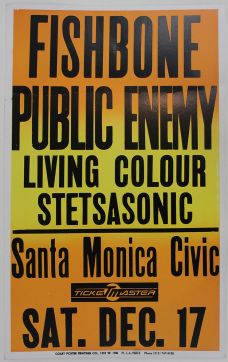 FISHBONE
PUBLIC ENEMY
LIVING COLOUR
STETSASONIC
Santa Monica Civic
TICKETMASTER
SAT. DEC. 17